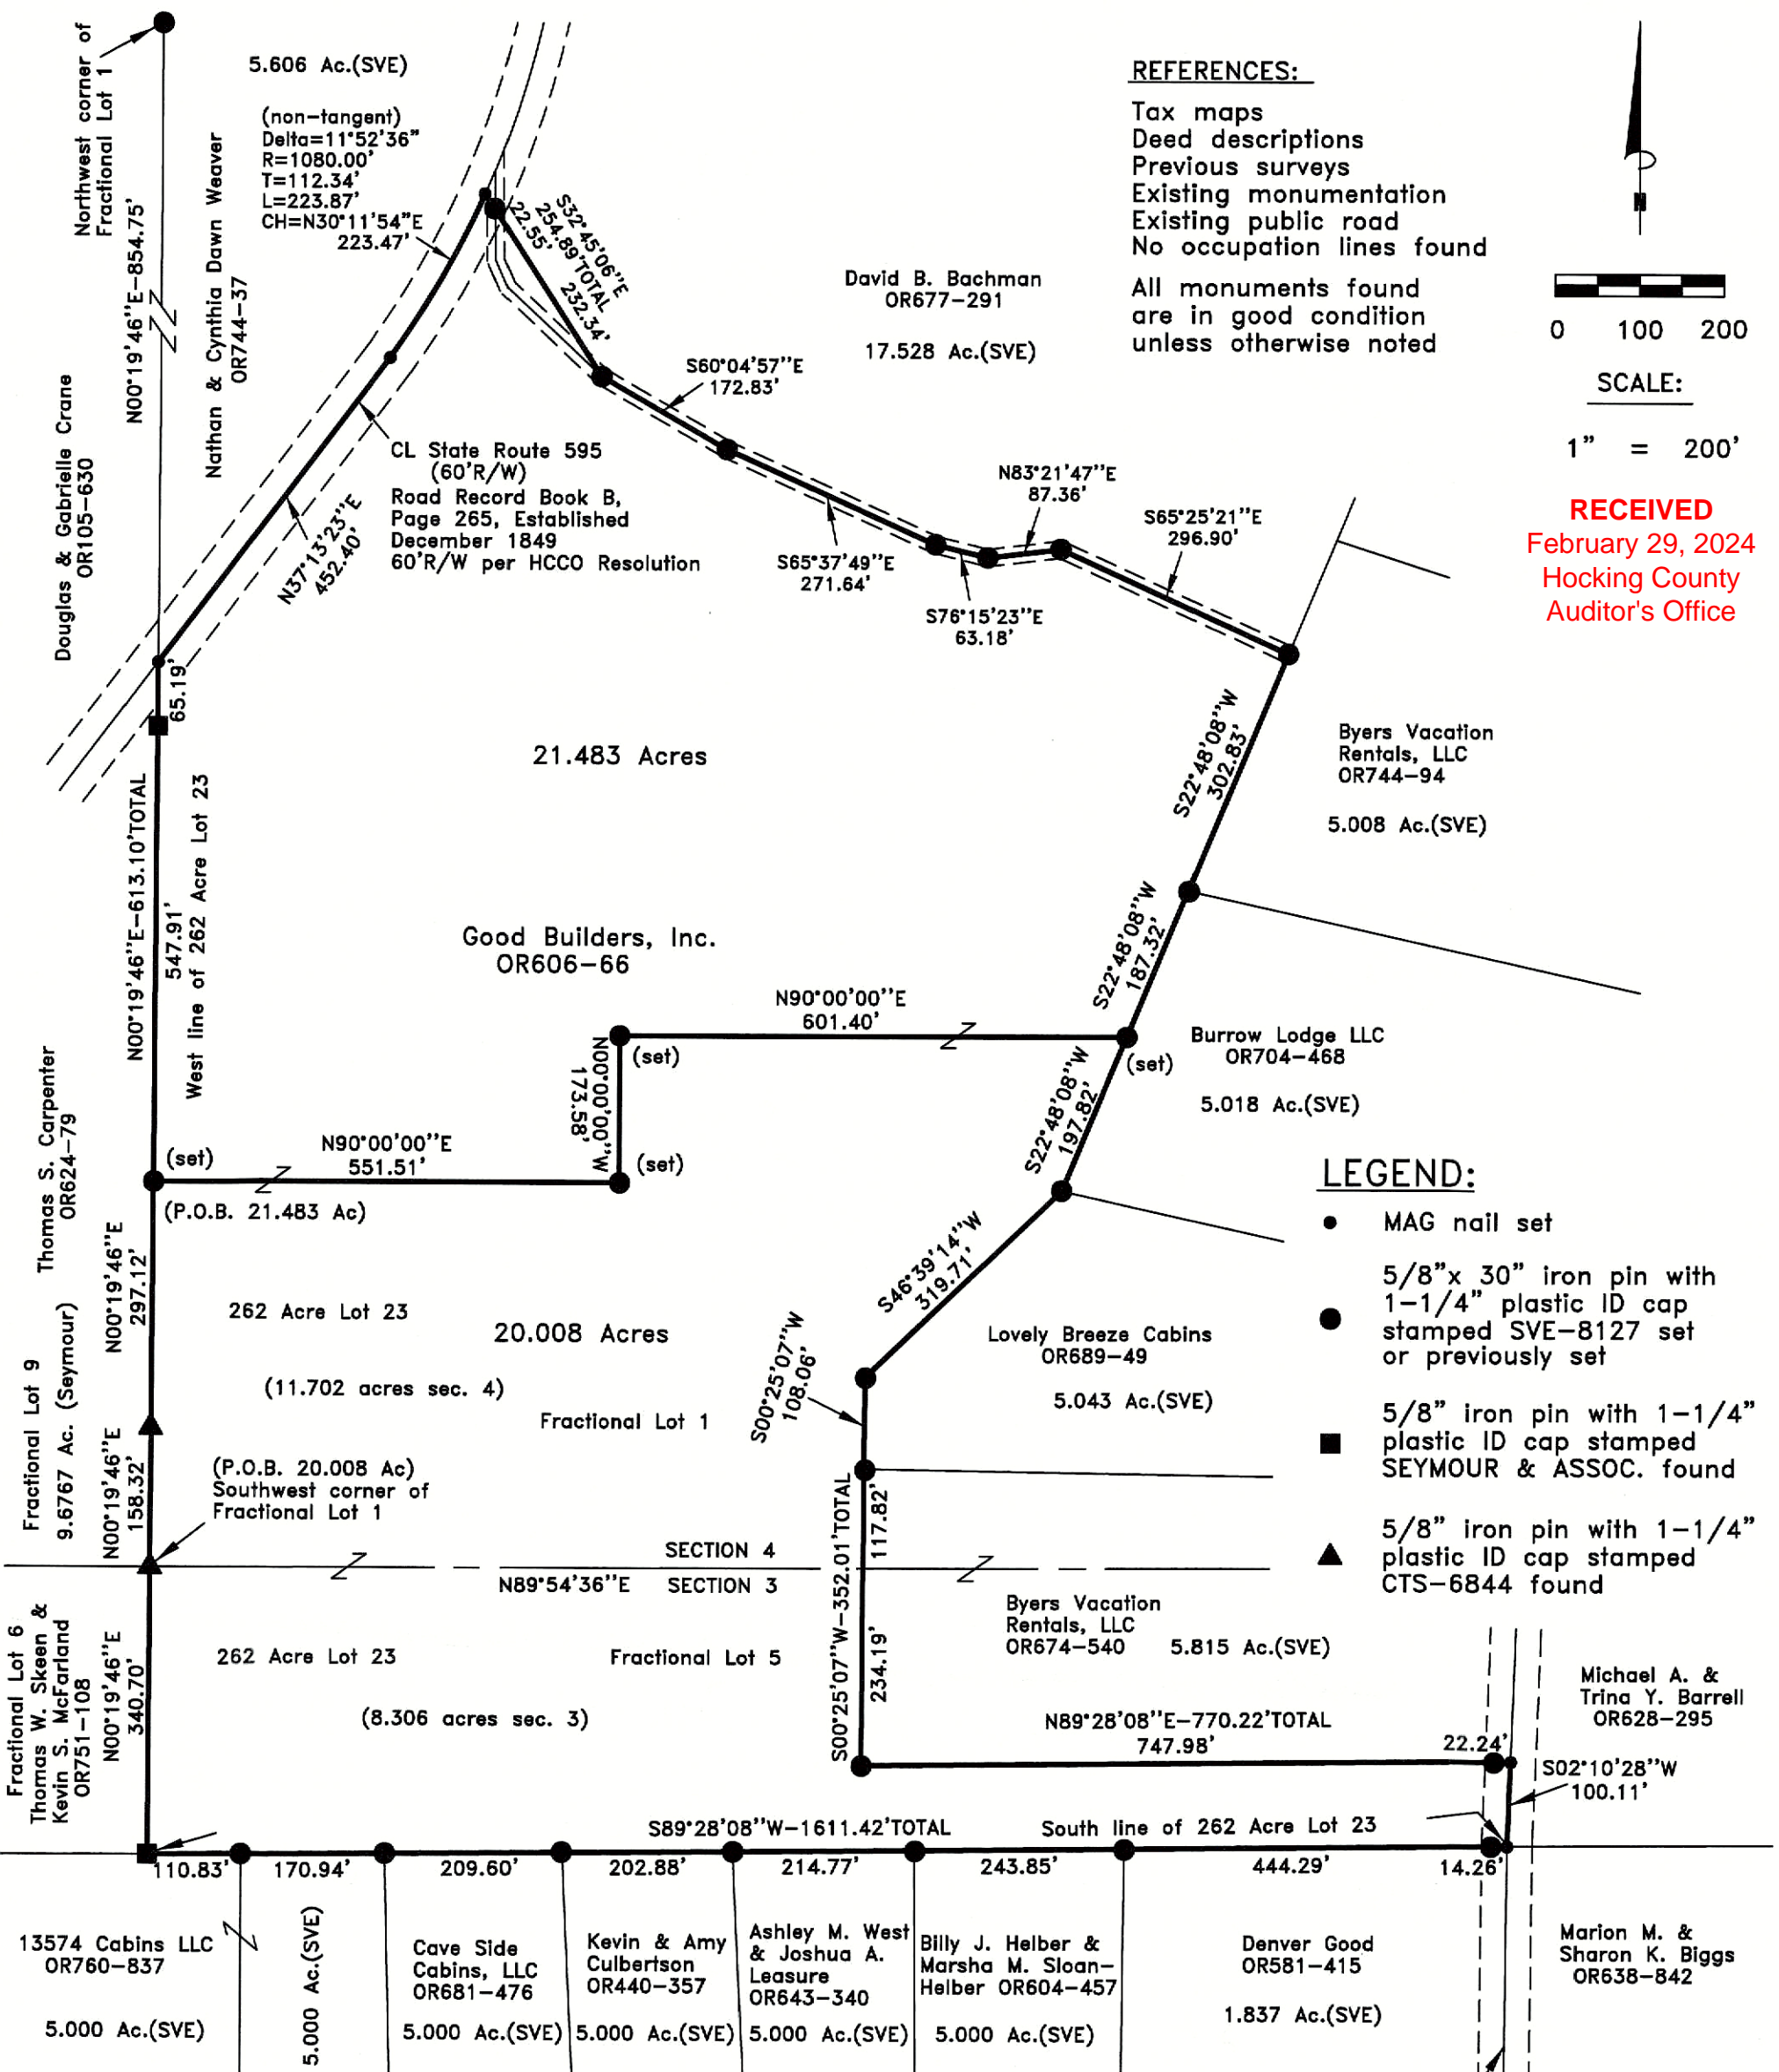 Northwest corner of
Fractional Lot 1
5.606 Ac.(SVE)
(non-tangent)
Delta=11°52'36"
R=1080.00'
T=112.34'
L=223.87'
CH=N30°11'54"E
223.47'
N00°19'46"E-854.75'
Nathan & Cynthia Dawn Weaver
OR744-37
Douglas & Gabrielle Crane
OR105-630
S32°45'06"E
254.89'TOTAL
22.55'
232.34'
David B. Bachman
OR677-291
17.528 Ac.(SVE)
REFERENCES:
Tax maps
Deed descriptions
Previous surveys
Existing monumentation
Existing public road
No occupation lines found
All monuments found
are in good condition
unless otherwise noted
N
0 100 200
SCALE:
1" = 200'
RECEIVED
February 29, 2024
Hocking County
Auditor's Office
S60°04'57"E
172.83'
CL State Route 595
(60'R/W)
Road Record Book B,
Page 265, Established
December 1849
60'R/W per HCCO Resolution
N37°13'23"E
452.40'
S65°37'49"E
271.64'
N83°21'47"E
87.36'
S76°15'23"E
63.18'
S65°25'21"E
296.90'
65.19'
21.483 Acres
S22°48'08"W
302.83'
Byers Vacation
Rentals, LLC
OR744-94
5.008 Ac.(SVE)
N00°19'46"E-613.10'TOTAL
547.91'
West line of 262 Acre Lot 23
Good Builders, Inc.
OR606-66
S22°48'08"W
187.32'
N90°00'00"E
601.40'
(set)
(set)
N00°00'00"W
173.58'
Burrow Lodge LLC
OR704-468
5.018 Ac.(SVE)
S22°48'08"W
197.82'
Thomas S. Carpenter
OR624-79
(set)
N90°00'00"E
551.51'
(set)
(P.O.B. 21.483 Ac)
N00°19'46"E
297.12'
LEGEND:
MAG nail set
5/8"x 30" iron pin with
1-1/4" plastic ID cap
stamped SVE-8127 set
or previously set
5/8" iron pin with 1-1/4"
plastic ID cap stamped
SEYMOUR & ASSOC. found
5/8" iron pin with 1-1/4"
plastic ID cap stamped
CTS-6844 found
S46°39'14"W
319.71'
262 Acre Lot 23
20.008 Acres
(11.702 acres sec. 4)
Fractional Lot 1
S00°25'07"W
108.06'
Lovely Breeze Cabins
OR689-49
5.043 Ac.(SVE)
Fractional Lot 9
9.6767 Ac. (Seymour)
N00°19'46"E
158.32'
(P.O.B. 20.008 Ac)
Southwest corner of
Fractional Lot 1
S00°25'07"W-352.01'TOTAL
117.82'
234.19'
SECTION 4
N89°54'36"E SECTION 3
Byers Vacation
Rentals, LLC
OR674-540 5.815 Ac.(SVE)
Fractional Lot 6
Thomas W. Skeen &
Kevin S. McFarland
OR751-108
N00°19'46"E
340.70'
262 Acre Lot 23
Fractional Lot 5
(8.306 acres sec. 3)
N89°28'08"E-770.22'TOTAL
747.98'
22.24'
Michael A. &
Trina Y. Barrell
OR628-295
S02°10'28"W
100.11'
S89°28'08"W-1611.42'TOTAL
South line of 262 Acre Lot 23
110.83'
170.94'
209.60'
202.88'
214.77'
243.85'
444.29'
14.26'
13574 Cabins LLC
OR760-837
5.000 Ac.(SVE)
5.000 Ac.(SVE)
Cave Side
Cabins, LLC
OR681-476
5.000 Ac.(SVE)
Kevin & Amy
Culbertson
OR440-357
5.000 Ac.(SVE)
Ashley M. West
& Joshua A.
Leasure
OR643-340
5.000 Ac.(SVE)
Billy J. Helber &
Marsha M. Sloan-
Helber OR604-457
5.000 Ac.(SVE)
Denver Good
OR581-415
1.837 Ac.(SVE)
Marion M. &
Sharon K. Biggs
OR638-842